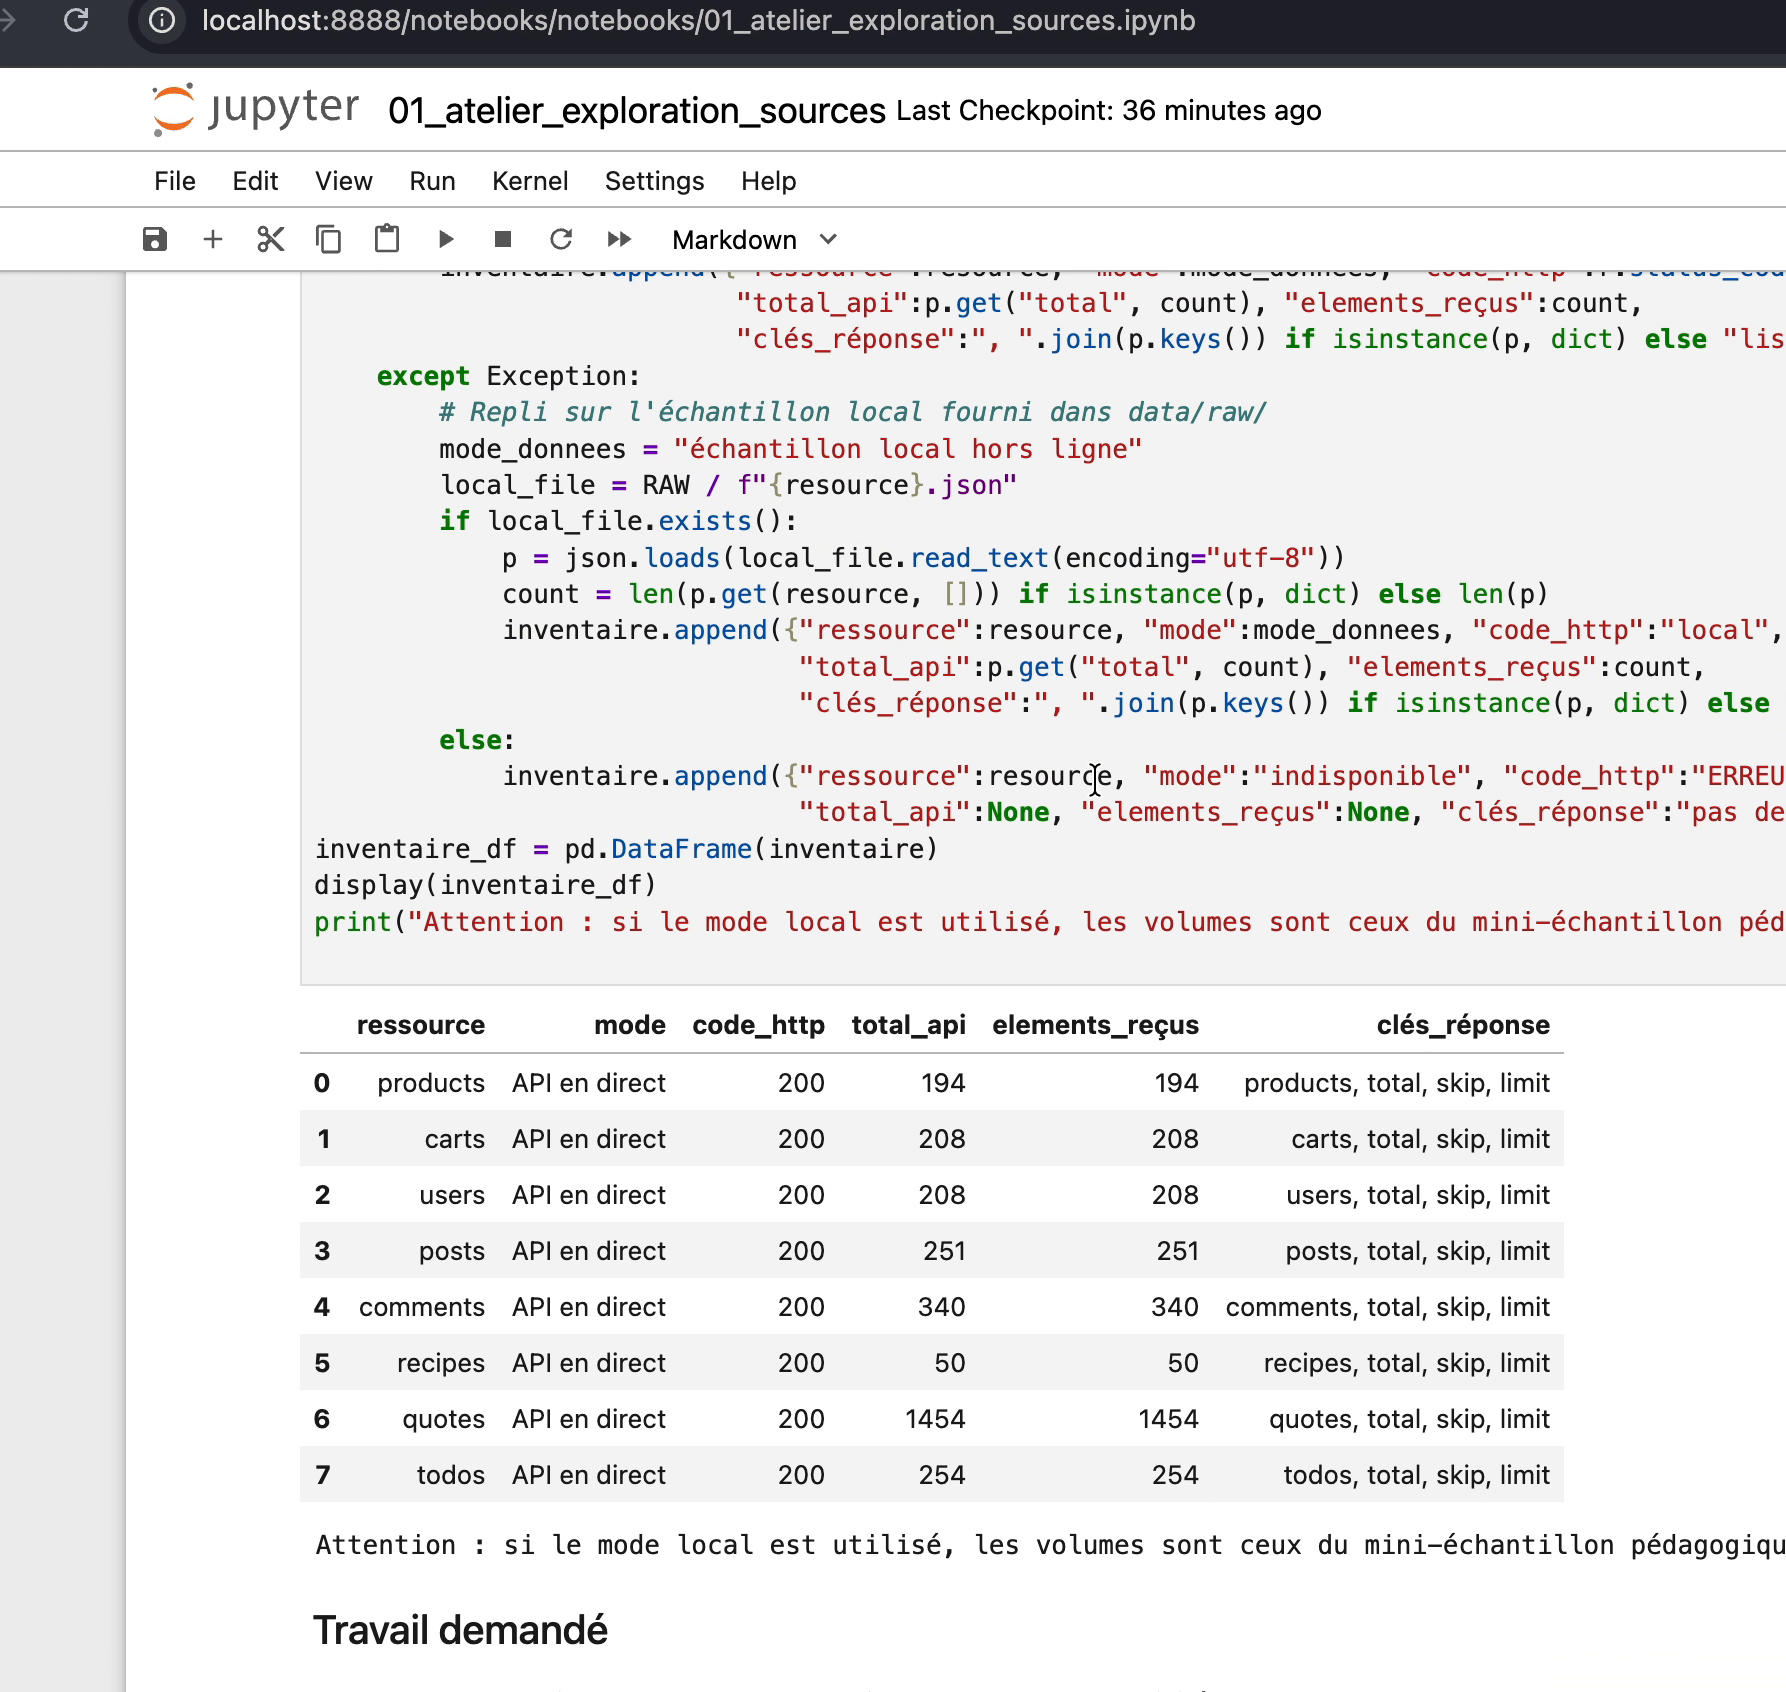 localhost:8888/notebooks/notebooks/01_atelier_exploration_sources.ipynb
jupyter 01_atelier_exploration_sources Last Checkpoint: 36 minutes ago
File Edit View Run Kernel Settings Help
Markdown
inventaire.append({"ressource":resource, "mode":mode_donnees, "code_http":r.status_cod
"total_api":p.get("total", count), "elements_reçus":count,
"clés_réponse":", ".join(p.keys()) if isinstance(p, dict) else "lis
except Exception:
# Repli sur l'échantillon local fourni dans data/raw/
mode_donnees = "échantillon local hors ligne"
local_file = RAW / f"{resource}.json"
if local_file.exists():
p = json.loads(local_file.read_text(encoding="utf-8"))
count = len(p.get(resource, [])) if isinstance(p, dict) else len(p)
inventaire.append({"ressource":resource, "mode":mode_donnees, "code_http":"local",
"total_api":p.get("total", count), "elements_reçus":count,
"clés_réponse":", ".join(p.keys()) if isinstance(p, dict) else
else:
inventaire.append({"ressource":resource, "mode":"indisponible", "code_http":"ERREU
"total_api":None, "elements_reçus":None, "clés_réponse":"pas de
inventaire_df = pd.DataFrame(inventaire)
display(inventaire_df)
print("Attention : si le mode local est utilisé, les volumes sont ceux du mini-échantillon péd
ressource mode code_http total_api elements_reçus clés_réponse
0 products API en direct 200 194 194 products, total, skip, limit
1 carts API en direct 200 208 208 carts, total, skip, limit
2 users API en direct 200 208 208 users, total, skip, limit
3 posts API en direct 200 251 251 posts, total, skip, limit
4 comments API en direct 200 340 340 comments, total, skip, limit
5 recipes API en direct 200 50 50 recipes, total, skip, limit
6 quotes API en direct 200 1454 1454 quotes, total, skip, limit
7 todos API en direct 200 254 254 todos, total, skip, limit
Attention : si le mode local est utilisé, les volumes sont ceux du mini-échantillon pédagogiqu
Travail demandé